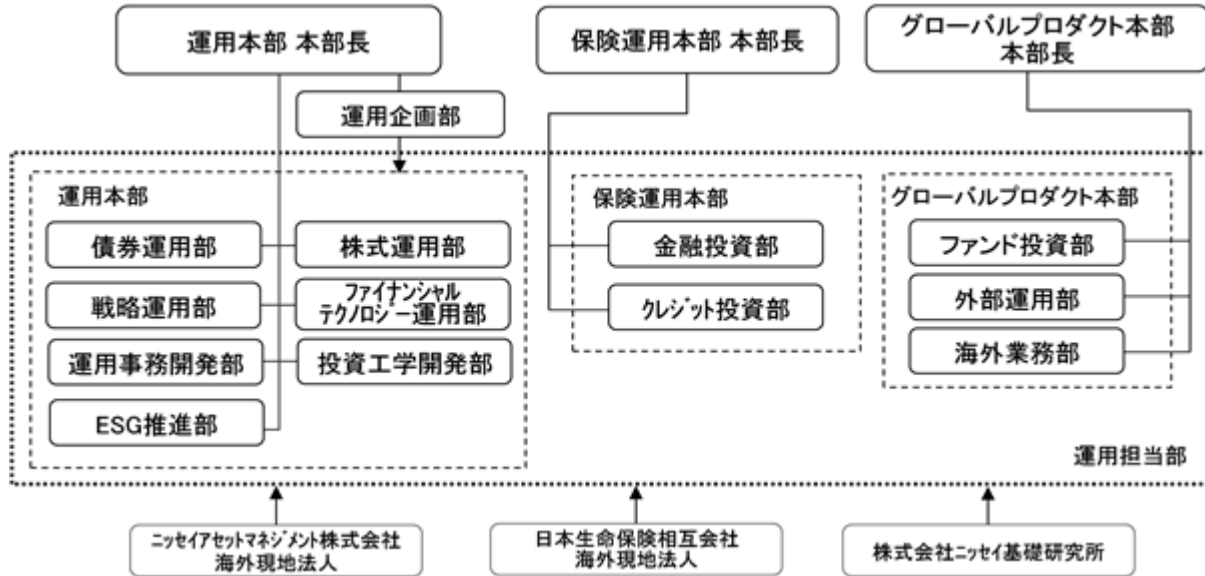 運用本部 本部長
保険運用本部 本部長
グローバルプロダクト本部
本部長
運用企画部
運用本部
債券運用部
株式運用部
戦略運用部
ファイナンシャル
テクノロジー運用部
運用事務開発部
投資工学開発部
ESG推進部
保険運用本部
金融投資部
クレジット投資部
グローバルプロダクト本部
ファンド投資部
外部運用部
海外業務部
運用担当部
ニッセイアセットマネジメント株式会社
海外現地法人
日本生命保険相互会社
海外現地法人
株式会社ニッセイ基礎研究所